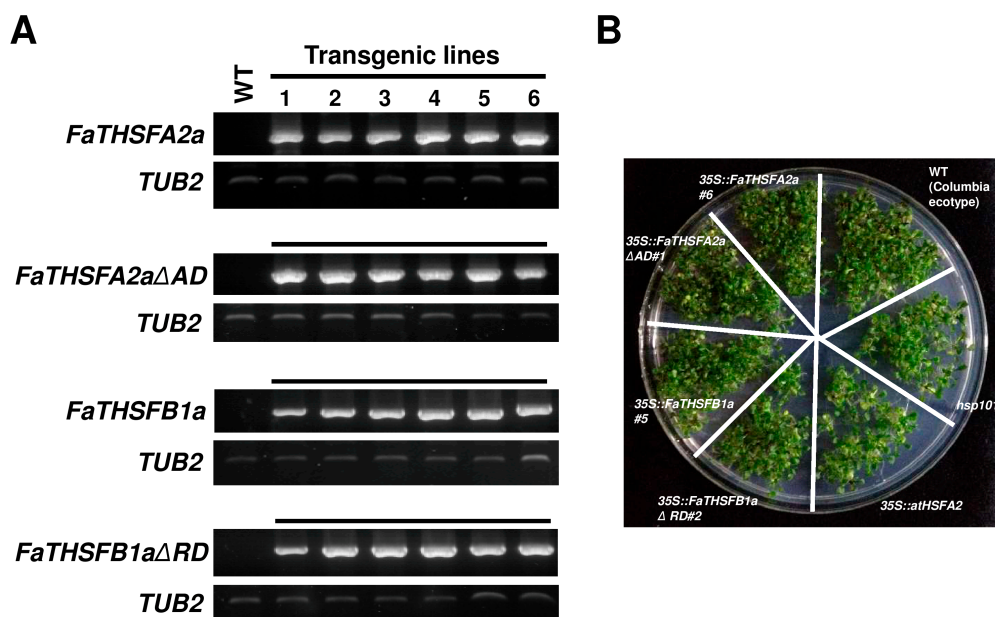 A
WT
Transgenic lines
1 2 3 4 5 6
FaTHSFA2a
TUB2
FaTHSFA2aΔAD
TUB2
FaTHSFB1a
TUB2
FaTHSFB1aΔRD
TUB2
B
35S::FaTHSFA2a
#6
WT
(Columbia
ecotype)
35S::FaTHSFA2a
ΔAD#1
35S::FaTHSFB1a
#5
hsp101
35S::FaTHSFB1a
Δ RD#2
35S::atHSFA2